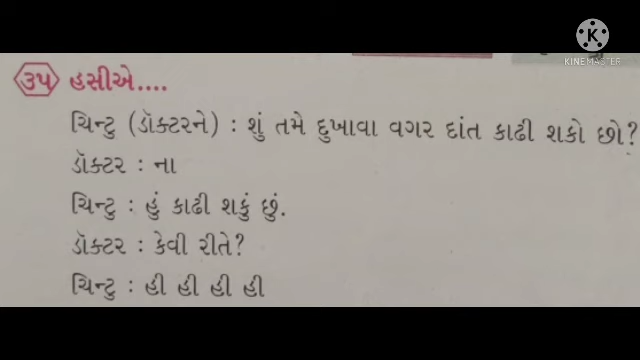 KINEMASTER
૩૫ હસીએ....
ચિન્ટુ (ડૉક્ટરને) : શું તમે દુખાવા વગર દાંત કાઢી શકો છો?
ડૉક્ટર : ના
ચિન્ટુ : હું કાઢી શકું છું.
ડૉક્ટર : કેવી રીતે?
ચિન્ટુ : હી હી હી હી